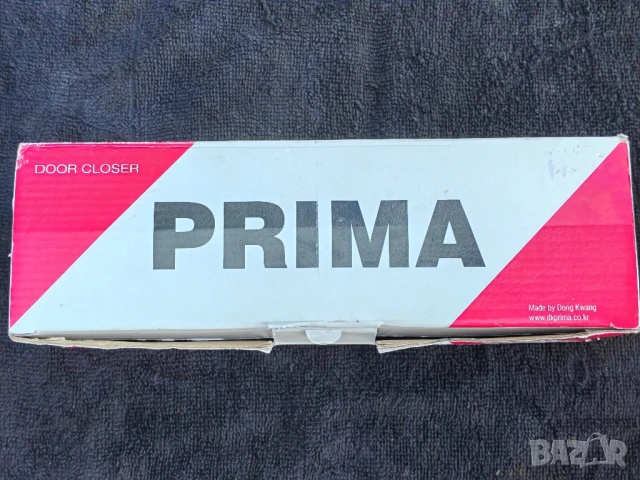 DOOR CLOSER
PRIMA
Made by Dong Kwang
www.dkprima.co.kr
BAZAR